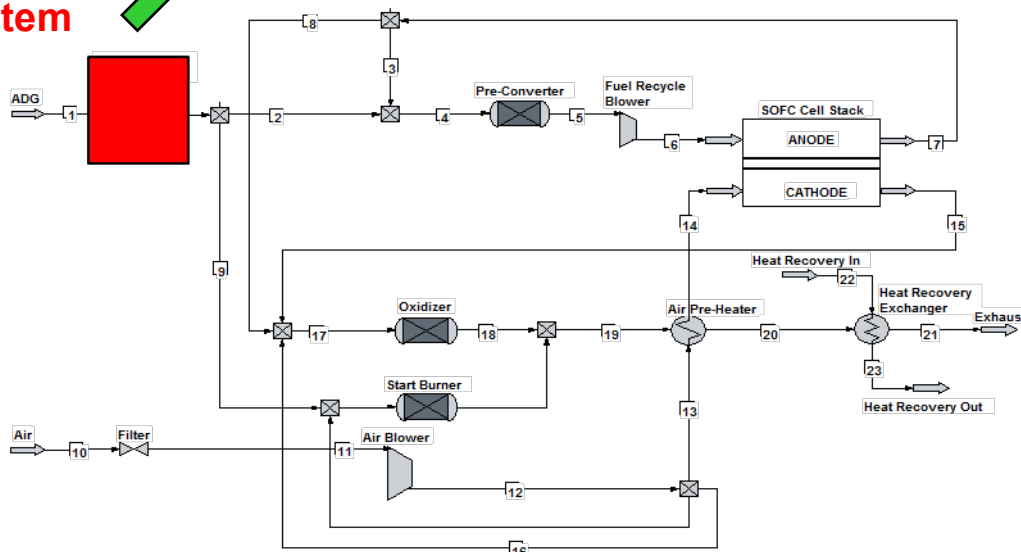 tem
8
3
ADG
1
2
4
Pre-Converter
5
Fuel Recycle
Blower
6
SOFC Cell Stack
ANODE
7
CATHODE
14
15
9
Heat Recovery In
22
Oxidizer
17
18
19
Air Pre-Heater
20
Heat Recovery
Exchanger
21
Exhaus
23
Heat Recovery Out
Start Burner
13
Air
10
Filter
11
Air Blower
12
16